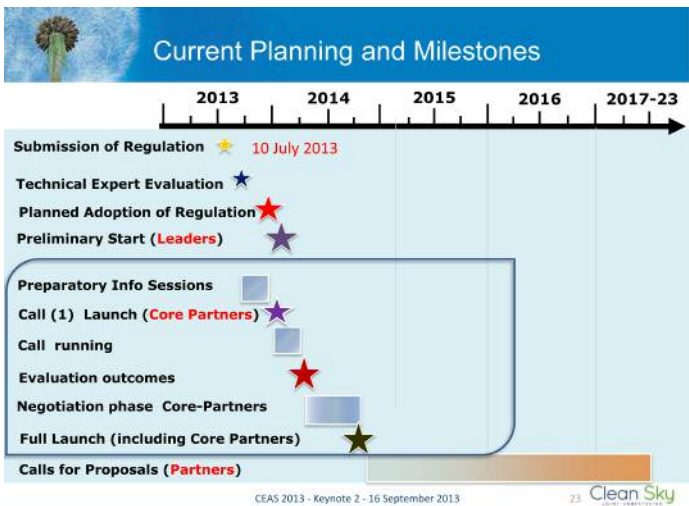 Current Planning and Milestones
2013 2014 2015 2016 2017-23
Submission of Regulation 10 July 2013
Technical Expert Evaluation
Planned Adoption of Regulation
Preliminary Start (Leaders)
Preparatory Info Sessions
Call (1) Launch (Core Partners)
Call running
Evaluation outcomes
Negotiation phase Core-Partners
Full Launch (including Core Partners)
Calls for Proposals (Partners)
CEAS 2013 - Keynote 2 - 16 September 2013
23
Clean Sky
JOINT UNDERTAKING